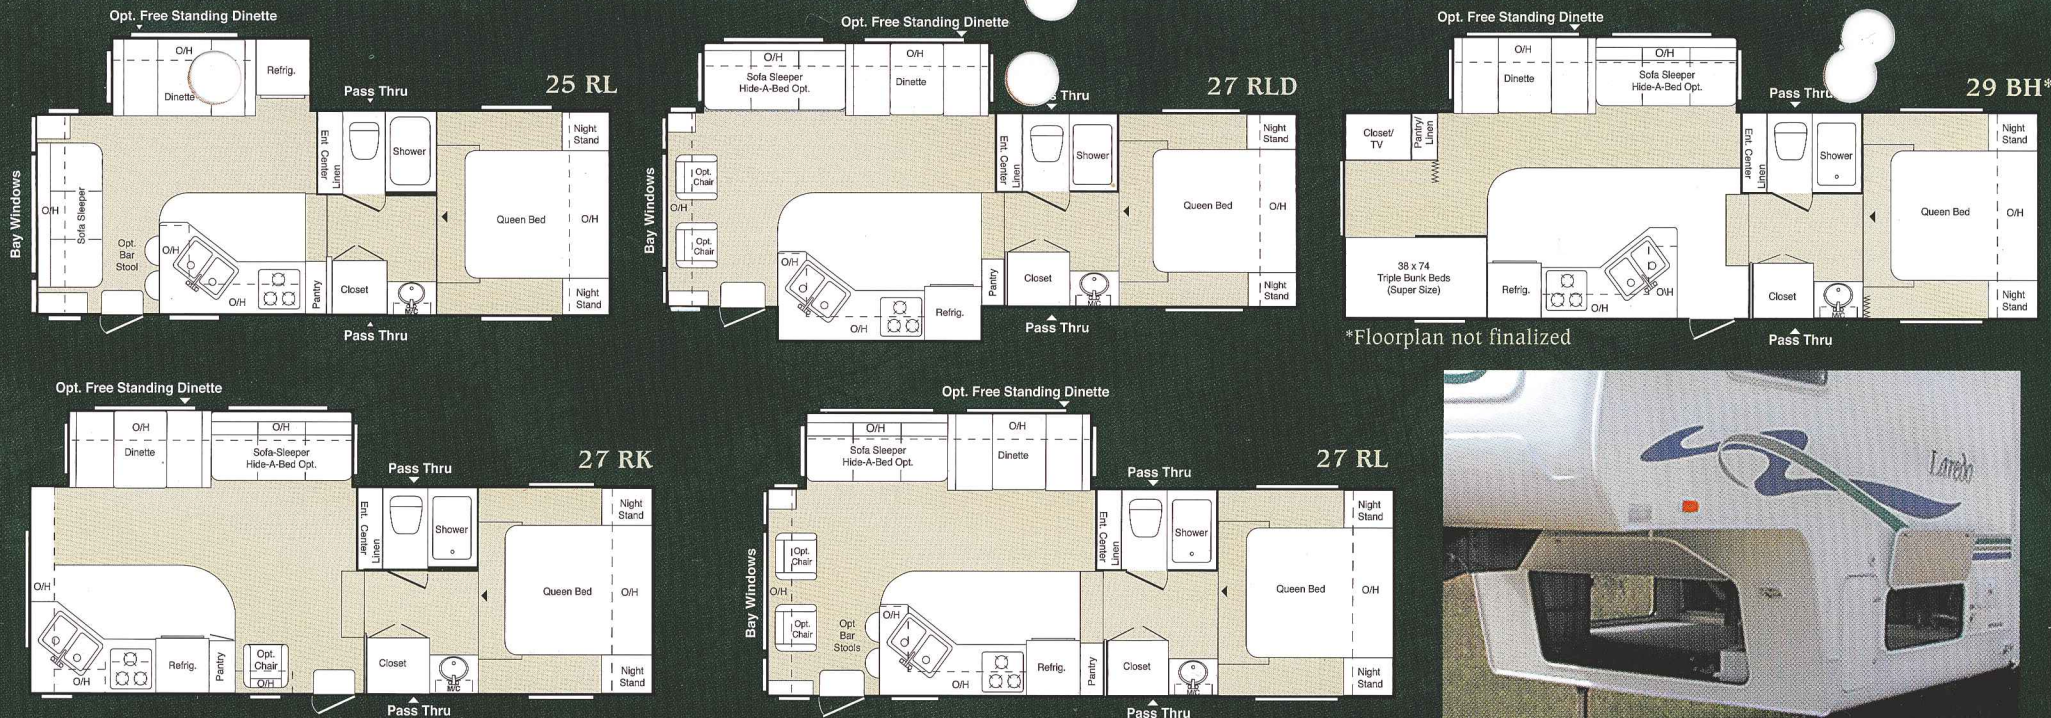 Opt. Free Standing Dinette
O/H
Dinette
Refrig.
25 RL
Pass Thru
Bay Windows
O/H
Sofa Sleeper
Opt.
Bar
Stool
O/H
O/H
Pantry
Ent. Center
Linen
Shower
Closet
M/C
Night
Stand
Queen Bed
O/H
Night
Stand
Pass Thru
Opt. Free Standing Dinette
O/H
Sofa Sleeper
Hide-A-Bed Opt.
O/H
Dinette
27 RLD
Thru
Bay Windows
Opt.
Chair
O/H
Opt.
Chair
O/H
O/H
Refrig.
Pantry
Ent. Center
Linen
Shower
Closet
M/C
Night
Stand
Queen Bed
O/H
Night
Stand
Pass Thru
Opt. Free Standing Dinette
O/H
Dinette
O/H
Sofa Sleeper
Hide-A-Bed Opt.
29 BH*
Pass Thru
Closet/
TV
Pantry/
Linen
38 x 74
Triple Bunk Beds
(Super Size)
Refrig.
O/H
O/H
Ent. Center
Linen
Shower
Closet
M/C
Night
Stand
Queen Bed
O/H
Night
Stand
*Floorplan not finalized
Pass Thru
Opt. Free Standing Dinette
O/H
Dinette
O/H
Sofa-Sleeper
Hide-A-Bed Opt.
27 RK
Pass Thru
O/H
O/H
Refrig.
Pantry
Opt.
Chair
O/H
Ent. Center
Linen
Shower
Closet
M/C
Night
Stand
Queen Bed
O/H
Night
Stand
Pass Thru
Opt. Free Standing Dinette
O/H
Sofa Sleeper
Hide-A-Bed Opt.
O/H
Dinette
27 RL
Pass Thru
Bay Windows
Opt.
Chair
O/H
Opt.
Chair
Opt
Bar
Stools
O/H
O/H
Refrig.
Pantry
Ent. Center
Linen
Shower
Closet
M/C
Night
Stand
Queen Bed
O/H
Night
Stand
Pass Thru
Laredo